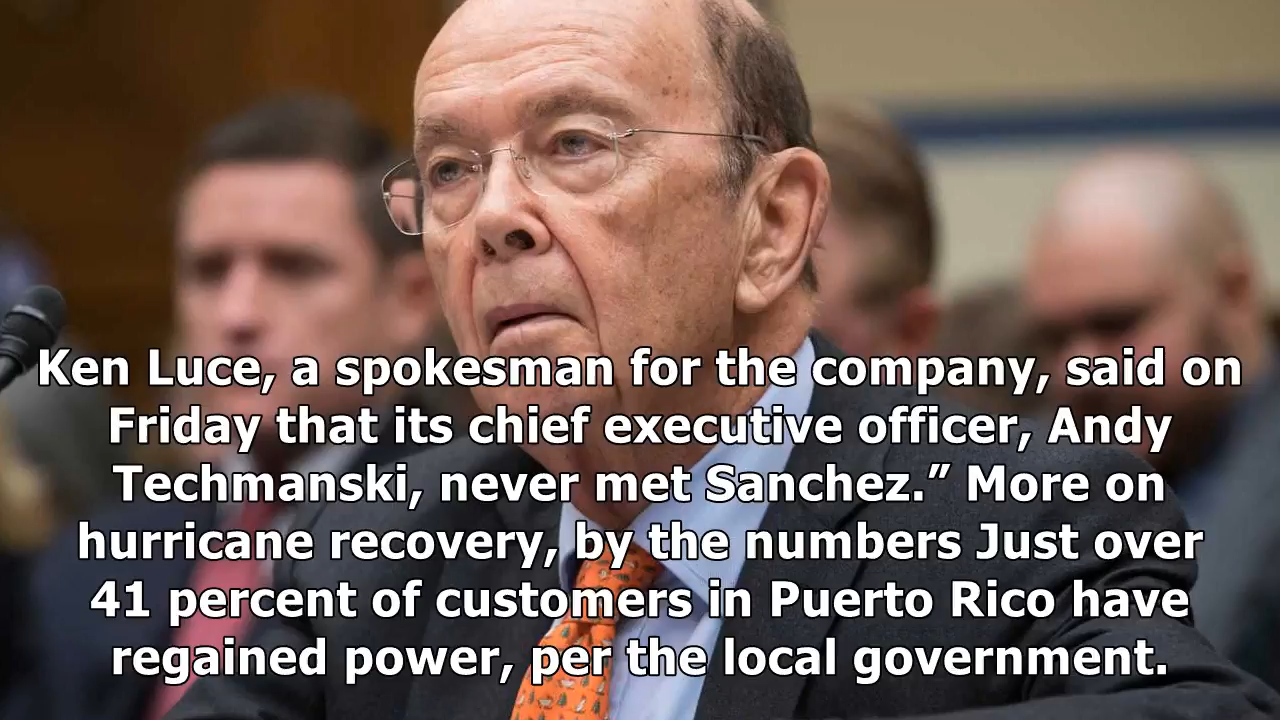 Ken Luce, a spokesman for the company, said on
Friday that its chief executive officer, Andy
Techmanski, never met Sanchez.” More on
hurricane recovery, by the numbers Just over
41 percent of customers in Puerto Rico have
regained power, per the local government.